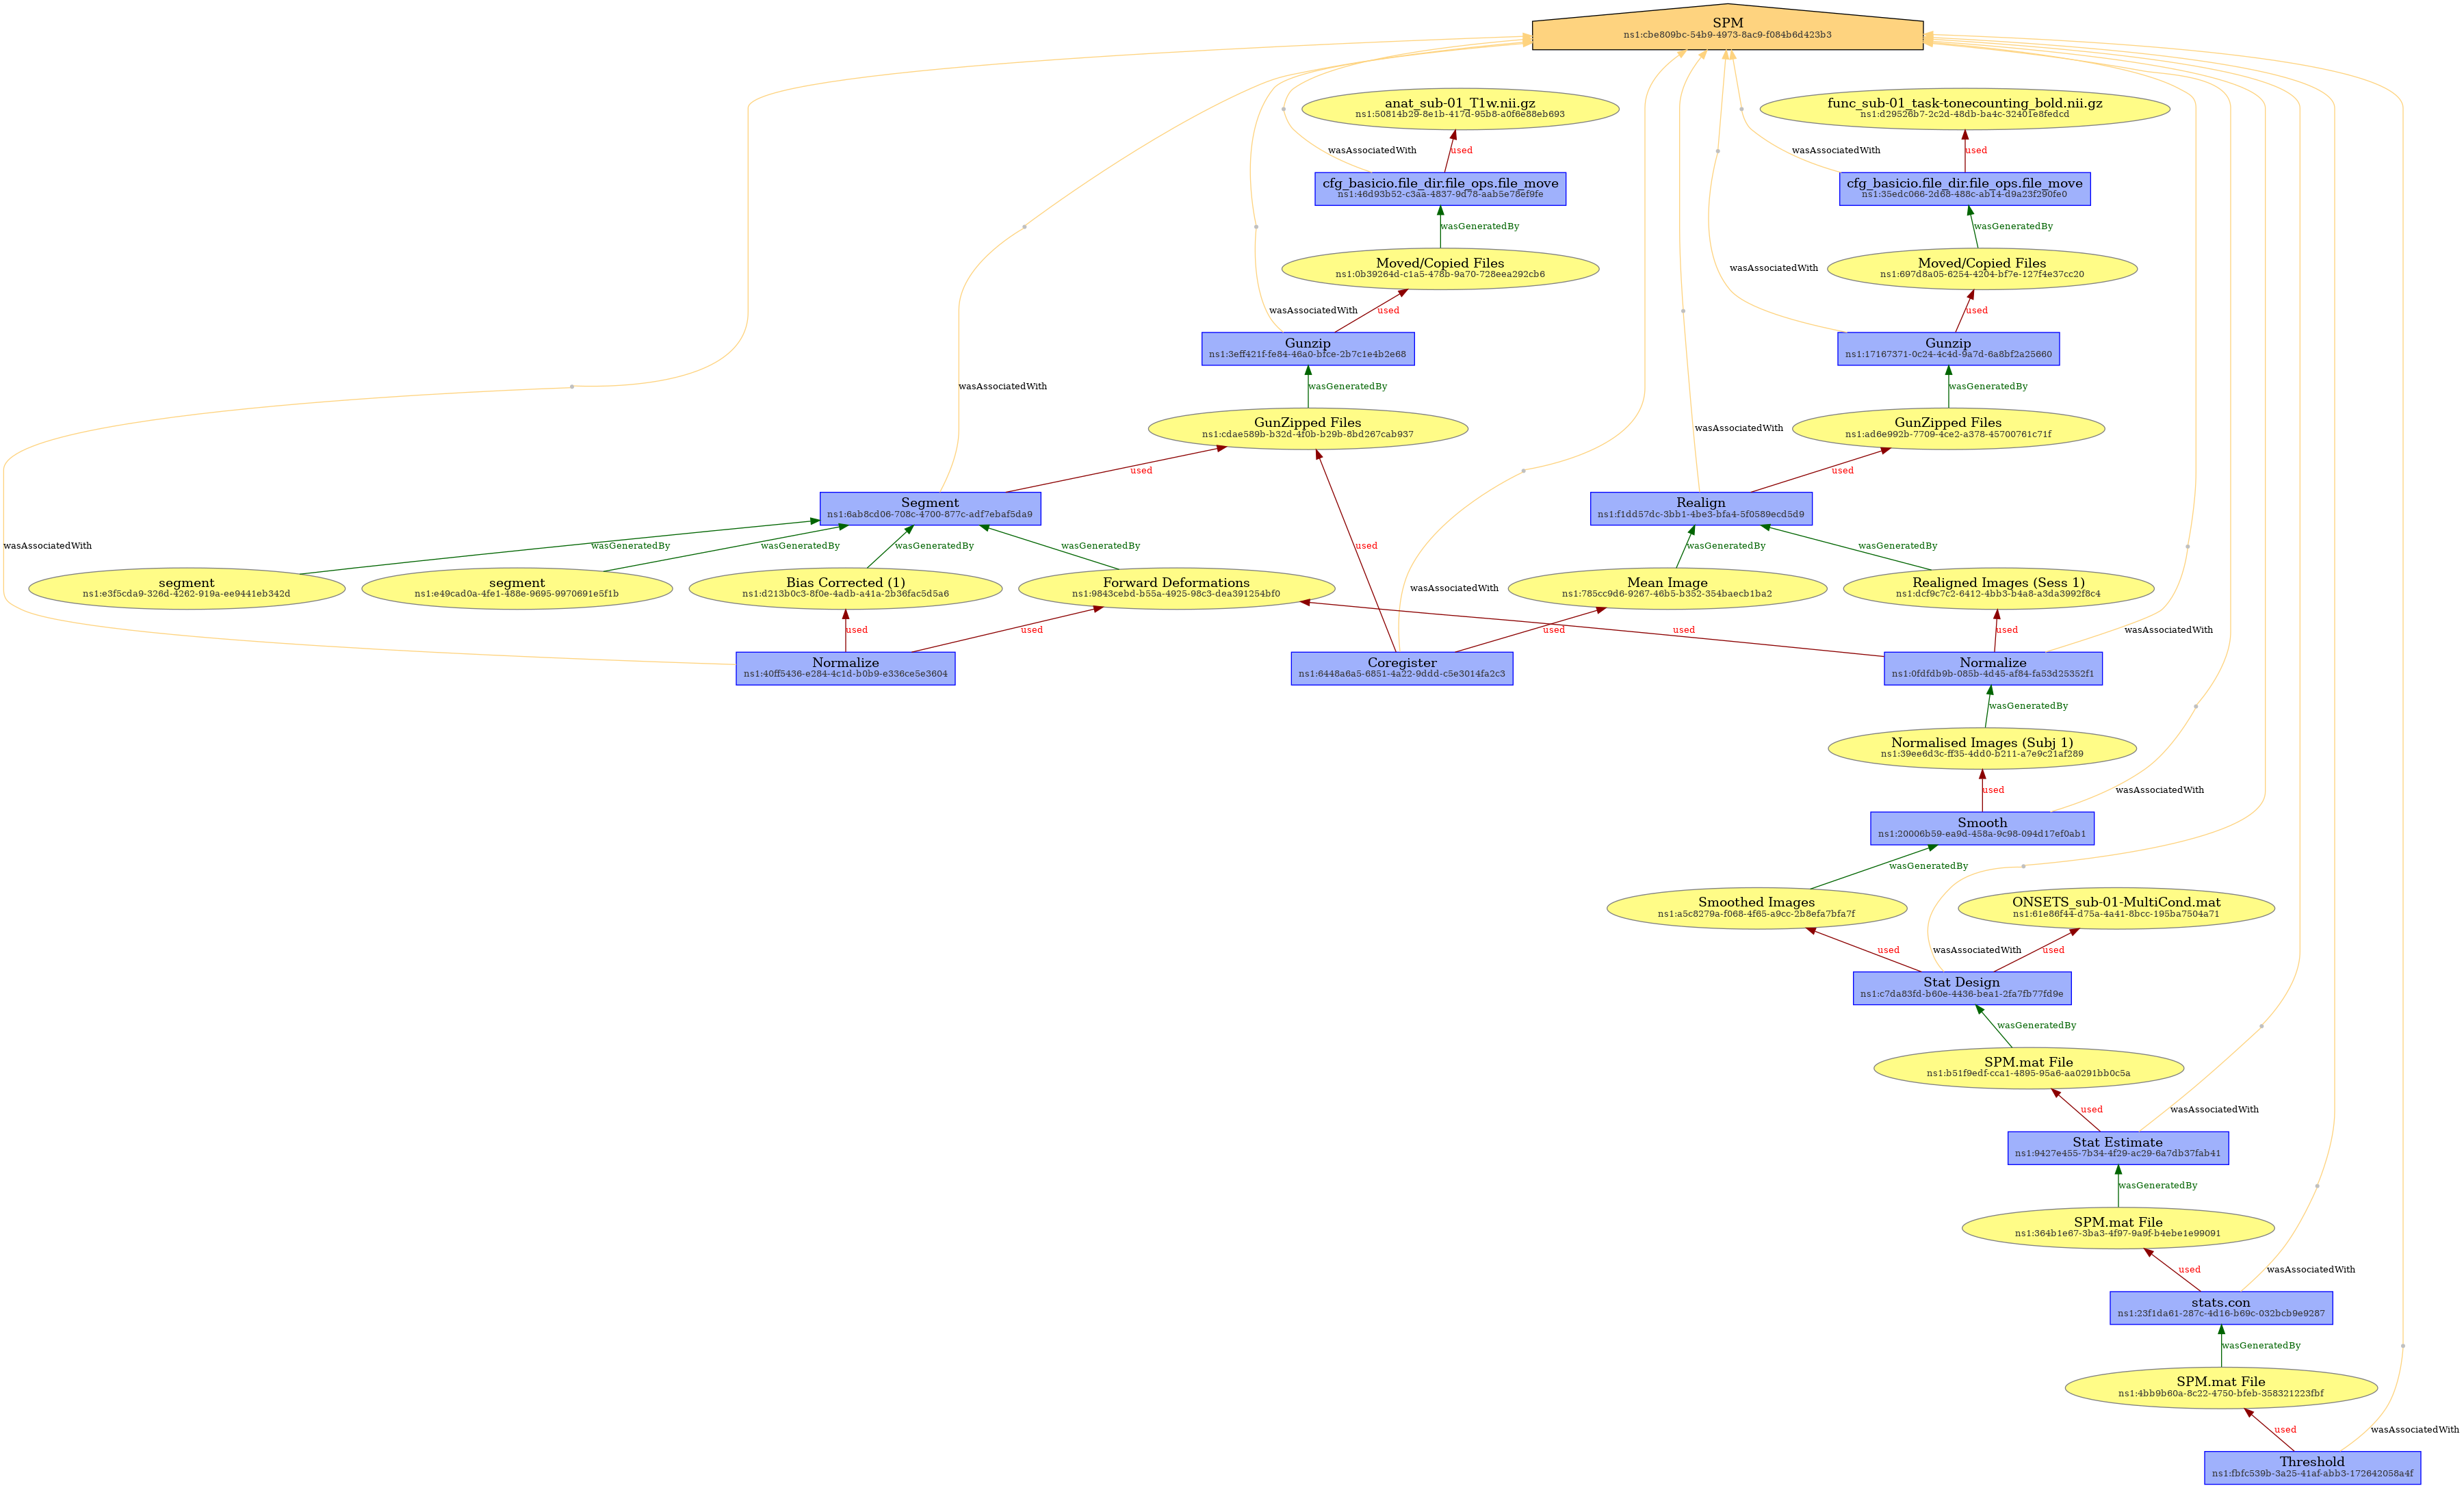 SPM
ns1:cbe809bc-54b9-4973-8ac9-f084b6d423b3
anat_sub-01_T1w.nii.gz
ns1:50814b29-8e1b-417d-95b8-a0f6e88eb693
func_sub-01_task-tonecounting_bold.nii.gz
ns1:d29526b7-2c2d-48db-ba4c-32401e8fedcd
wasAssociatedWith
used
wasAssociatedWith
used
cfg_basicio.file_dir.file_ops.file_move
ns1:46d93b52-c3aa-4837-9d78-aab5e78ef9fe
cfg_basicio.file_dir.file_ops.file_move
ns1:35edc066-2d68-488c-ab14-d9a23f290fe0
wasGeneratedBy
wasGeneratedBy
Moved/Copied Files
ns1:0b39264d-c1a5-478b-9a70-728eea292cb6
wasAssociatedWith
Moved/Copied Files
ns1:697d8a05-6254-4204-bf7e-127f4e37cc20
wasAssociatedWith
used
used
Gunzip
ns1:3eff421f-fe84-46a0-bfce-2b7c1e4b2e68
Gunzip
ns1:17167371-0c24-4c4d-9a7d-6a8bf2a25660
wasAssociatedWith
wasGeneratedBy
wasGeneratedBy
GunZipped Files
ns1:cdae589b-b32d-4f0b-b29b-8bd267cab937
wasAssociatedWith
GunZipped Files
ns1:ad6e992b-7709-4ce2-a378-45700761c71f
used
used
Segment
ns1:6ab8cd06-708c-4700-877c-adf7ebaf5da9
Realign
ns1:f1dd57dc-3bb1-4be3-bfa4-5f0589ecd5d9
wasAssociatedWith
wasGeneratedBy
wasGeneratedBy
wasGeneratedBy
wasGeneratedBy
used
wasGeneratedBy
wasGeneratedBy
segment
ns1:e3f5cda9-326d-4262-919a-ee9441eb342d
segment
ns1:e49cad0a-4fe1-488e-9695-9970691e5f1b
Bias Corrected (1)
ns1:d213b0c3-8f0e-4adb-a41a-2b36fac5d5a6
Forward Deformations
ns1:9843cebd-b55a-4925-98c3-dea391254bf0
wasAssociatedWith
Mean Image
ns1:785cc9d6-9267-46b5-b352-354baecb1ba2
Realigned Images (Sess 1)
ns1:dcf9c7c2-6412-4bb3-b4a8-a3da3992f8c4
used
used
used
used
used
wasAssociatedWith
Normalize
ns1:40ff5436-e284-4c1d-b0b9-e336ce5e3604
Coregister
ns1:6448a6a5-6851-4a22-9ddd-c5e3014fa2c3
Normalize
ns1:0fdfdb9b-085b-4d45-af84-fa53d25352f1
wasGeneratedBy
Normalised Images (Subj 1)
ns1:39ee6d3c-ff35-4dd0-b211-a7e9c21af289
used
wasAssociatedWith
Smooth
ns1:20006b59-ea9d-458a-9c98-094d17ef0ab1
wasGeneratedBy
Smoothed Images
ns1:a5c8279a-f068-4f65-a9cc-2b8efa7bfa7f
ONSETS_sub-01-MultiCond.mat
ns1:61e86f44-d75a-4a41-8bcc-195ba7504a71
used
wasAssociatedWith
used
Stat Design
ns1:c7da83fd-b60e-4436-bea1-2fa7fb77fd9e
wasGeneratedBy
SPM.mat File
ns1:b51f9edf-cca1-4895-95a6-aa0291bb0c5a
used
wasAssociatedWith
Stat Estimate
ns1:9427e455-7b34-4f29-ac29-6a7db37fab41
wasGeneratedBy
SPM.mat File
ns1:364b1e67-3ba3-4f97-9a9f-b4ebe1e99091
used
wasAssociatedWith
stats.con
ns1:23f1da61-287c-4d16-b69c-032bcb9e9287
wasGeneratedBy
SPM.mat File
ns1:4bb9b60a-8c22-4750-bfeb-358321223fbf
used
wasAssociatedWith
Threshold
ns1:fbfc539b-3a25-41af-abb3-172642058a4f